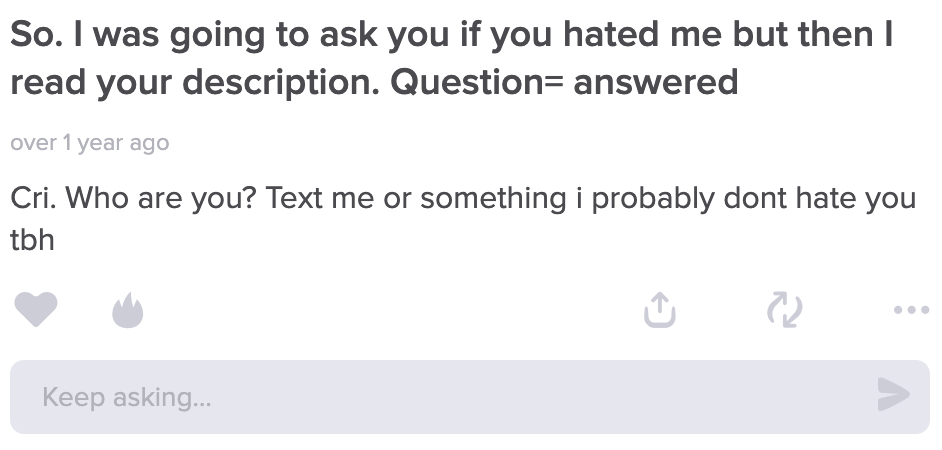 So. I was going to ask you if you hated me but then I
read your description. Question= answered
over 1 year ago
Cri. Who are you? Text me or something i probably dont hate you
tbh
Keep asking...